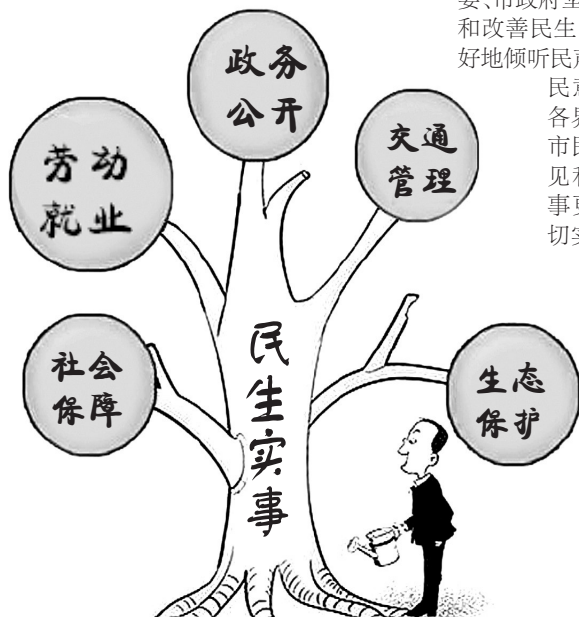 和改善民生
好地倾听民
民意
各
市民
见和
事更
切实
政务
公开
劳动
就业
交通
管理
社会
保障
生态
保护
民
生
实
事